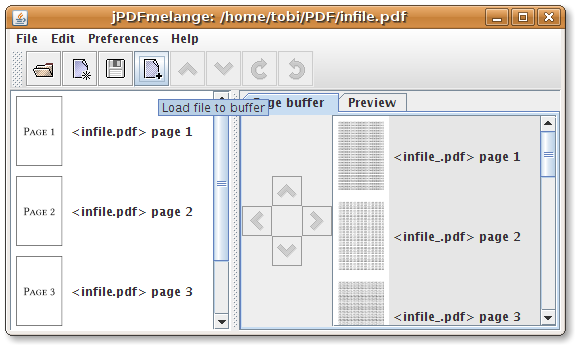 jPDFmelange: /home/tobi/PDF/infile.pdf
File Edit Preferences Help
Load file to buffer
Page buffer Preview
PAGE 1 <infile.pdf> page 1
PAGE 2 <infile.pdf> page 2
PAGE 3 <infile.pdf> page 3
<infile_.pdf> page 1
<infile_.pdf> page 2
<infile_.pdf> page 3